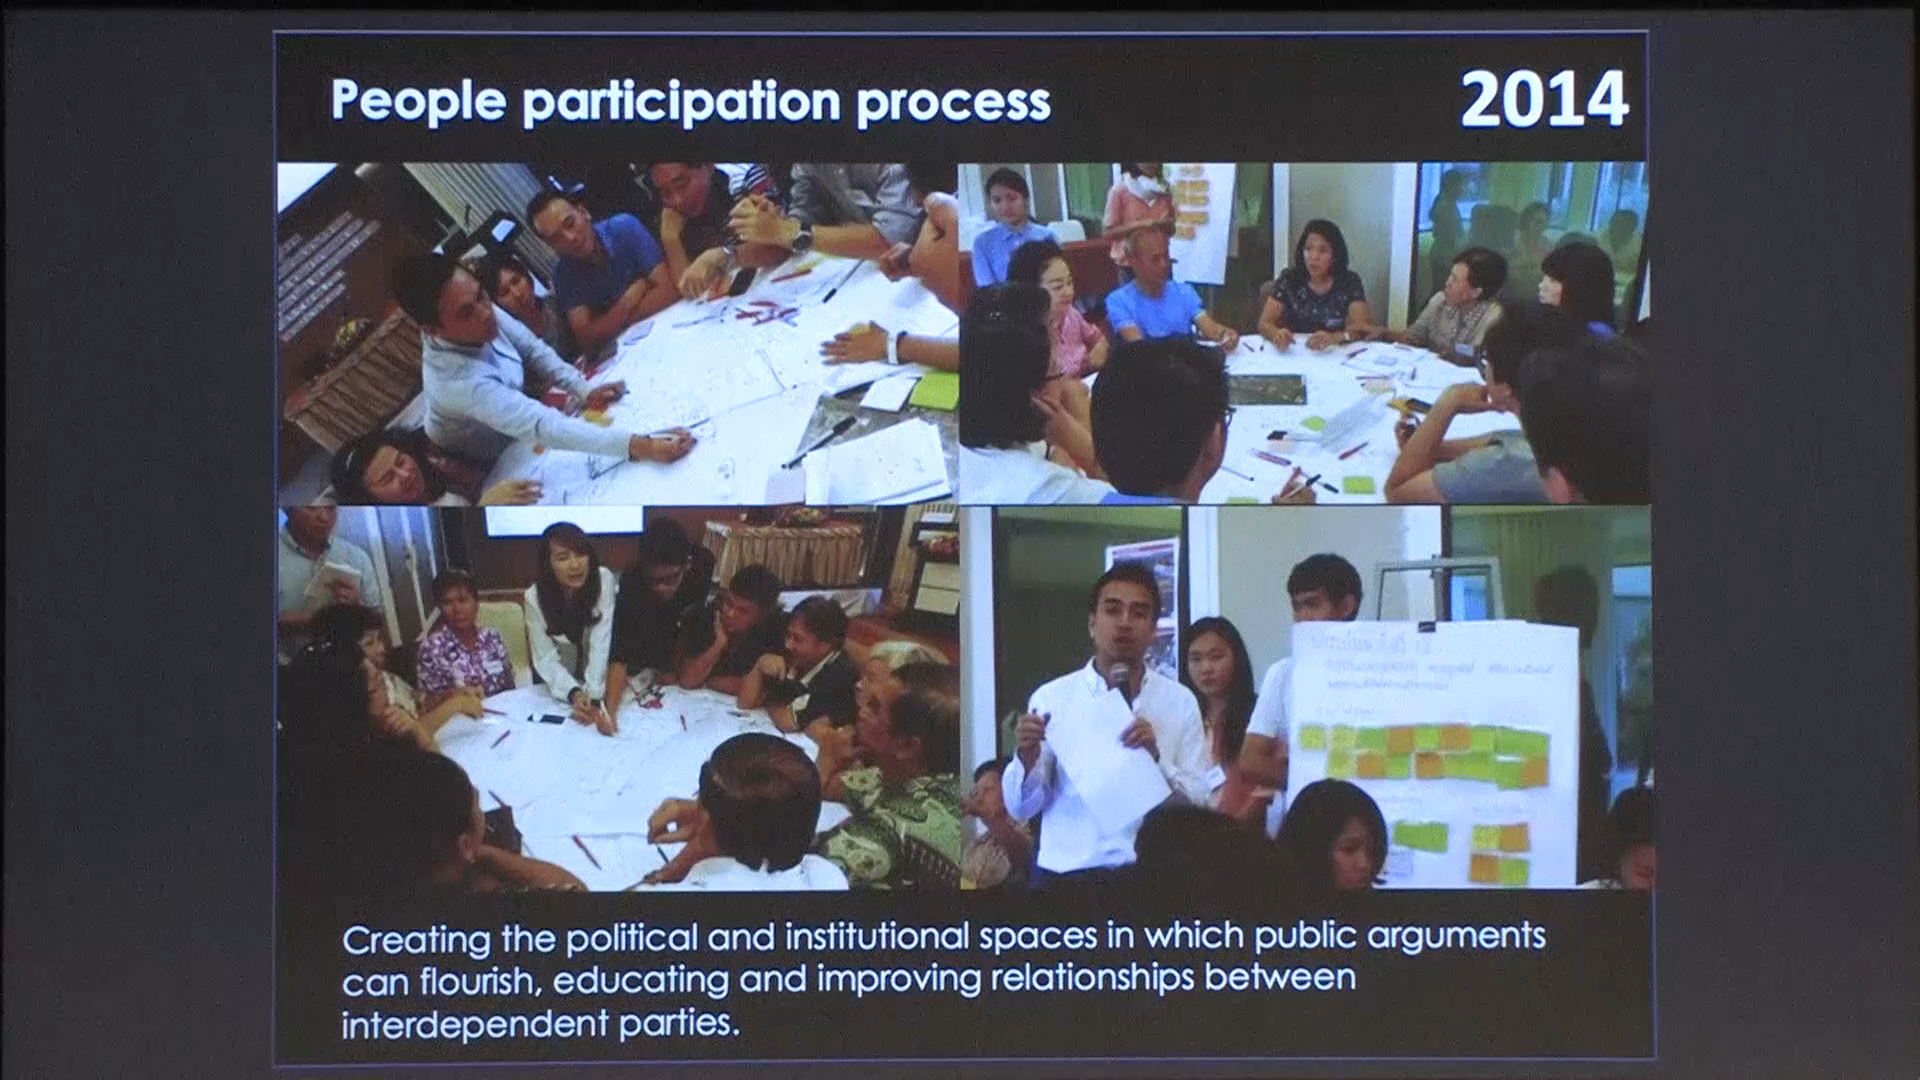 People participation process
2014
Creating the political and institutional spaces in which public arguments
can flourish, educating and improving relationships between
interdependent parties.